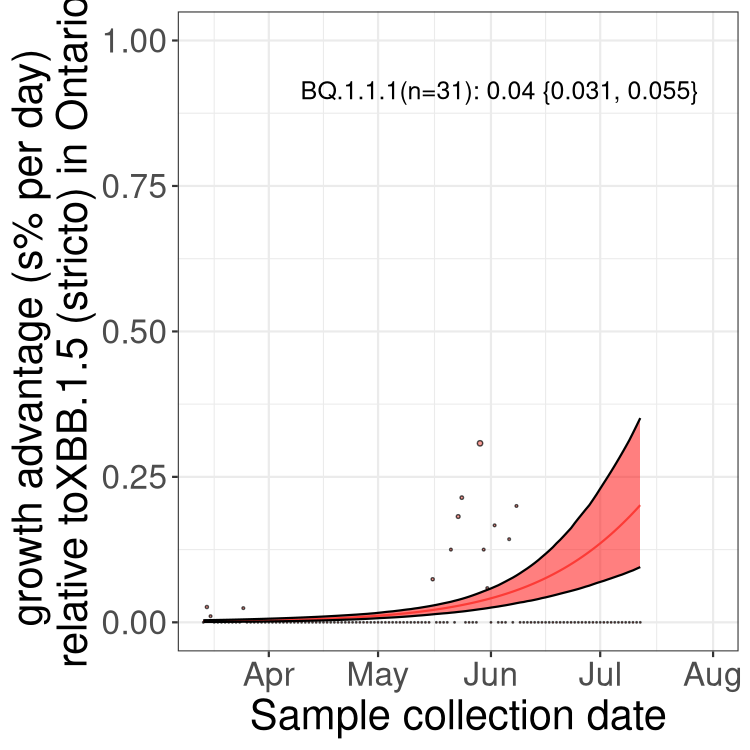 growth advantage (s% per day)
relative toXBB.1.5 (stricto) in Ontario
1.00
BQ.1.1.1(n=31): 0.04 {0.031, 0.055}
0.75
0.50
0.25
0.00
Apr May Jun Jul Aug
Sample collection date